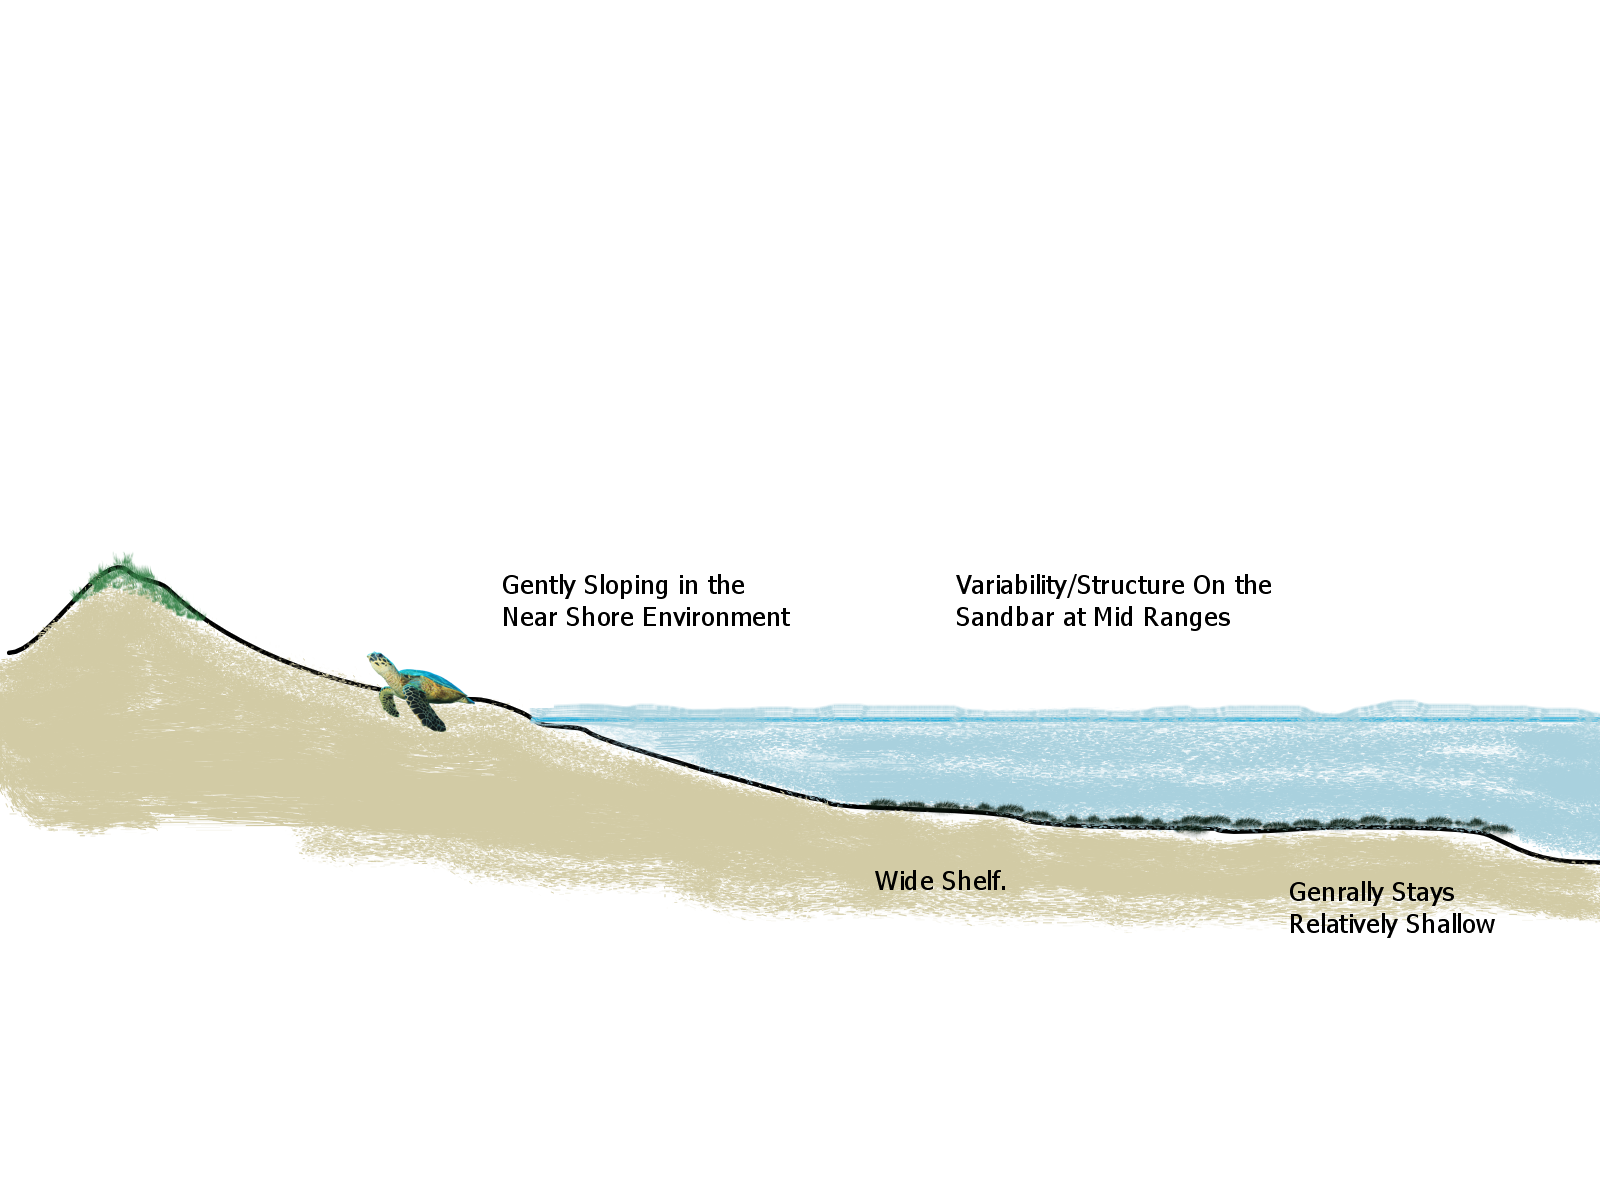 Gently Sloping in the
Near Shore Environment
Variability/Structure On the
Sandbar at Mid Ranges
Wide Shelf.
Genrally Stays
Relatively Shallow